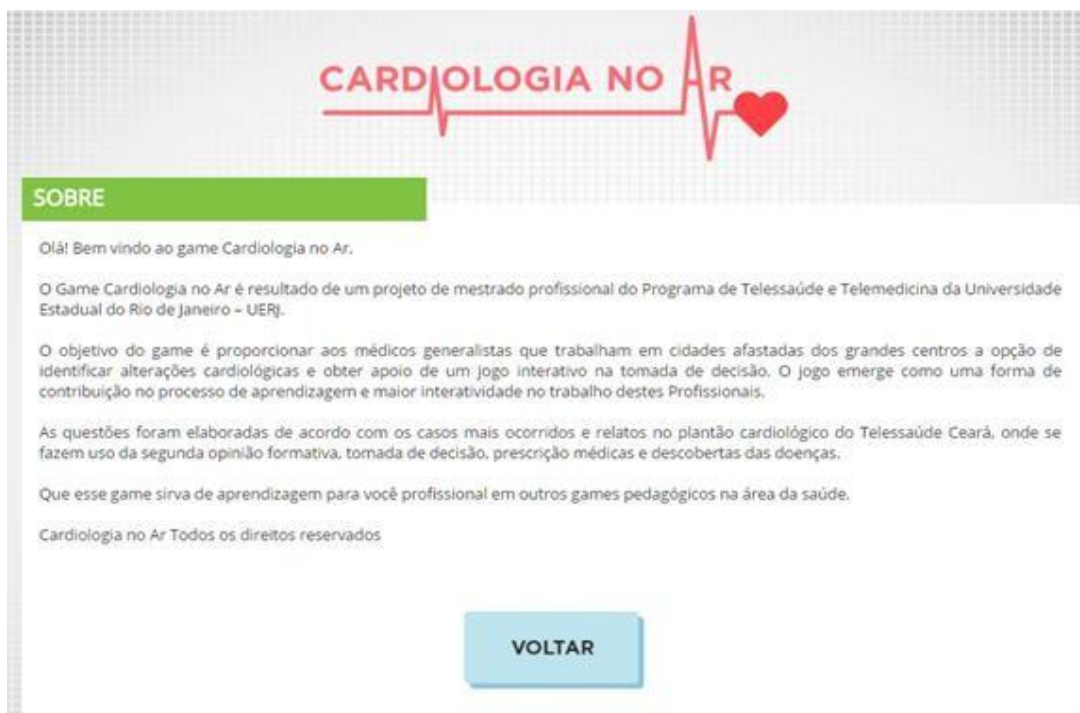 CARDIOLOGIA NO AR
SOBRE
Olá! Bem vindo ao game Cardiologia no Ar.
O Game Cardiologia no Ar é resultado de um projeto de mestrado profissional do Programa de Telessaúde e Telemedicina da Universidade
Estadual do Rio de Janeiro – UERJ.
O objetivo do game é proporcionar aos médicos generalistas que trabalham em cidades afastadas dos grandes centros a opção de
identificar alterações cardiológicas e obter apoio de um jogo interativo na tomada de decisão. O jogo emerge como uma forma de
contribuição no processo de aprendizagem e maior interatividade no trabalho destes Profissionais.
As questões foram elaboradas de acordo com os casos mais ocorridos e relatos no plantão cardiológico do Telessaúde Ceará, onde se
fazem uso da segunda opinião formativa, tomada de decisão, prescrição médicas e descobertas das doenças.
Que esse game sirva de aprendizagem para você profissional em outros games pedagógicos na área da saúde.
Cardiologia no Ar Todos os direitos reservados
VOLTAR